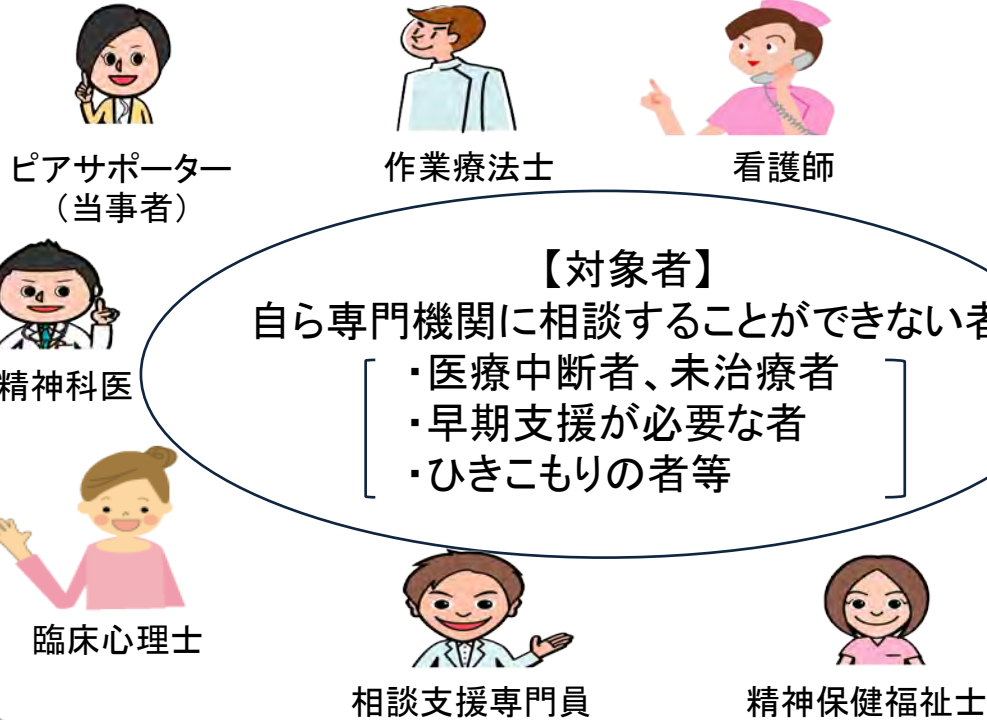 ピアサポーター
（当事者）
作業療法士
看護師
精神科医
【対象者】
自ら専門機関に相談することができない者
・医療中断者、未治療者
・早期支援が必要な者
・ひきこもりの者等
臨床心理士
相談支援専門員
精神保健福祉士